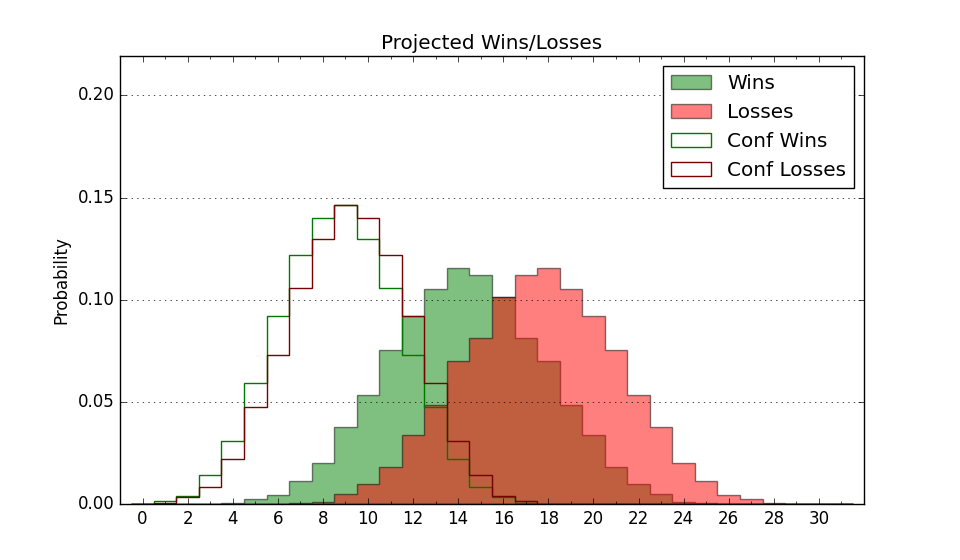 Projected Wins/Losses
Wins
Losses
Conf Wins
Conf Losses
Probability
0.20
0.15
0.10
0.05
0.00
0 2 4 6 8 10 12 14 16 18 20 22 24 26 28 30